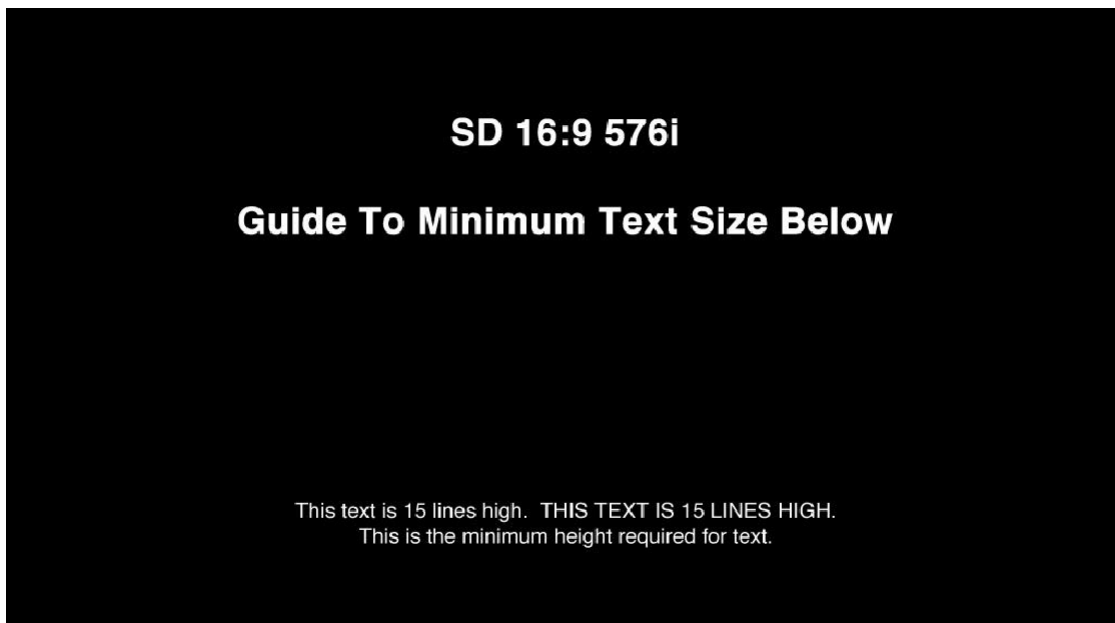 SD 16:9 576i
Guide To Minimum Text Size Below
This text is 15 lines high.  THIS TEXT IS 15 LINES HIGH.
This is the minimum height required for text.